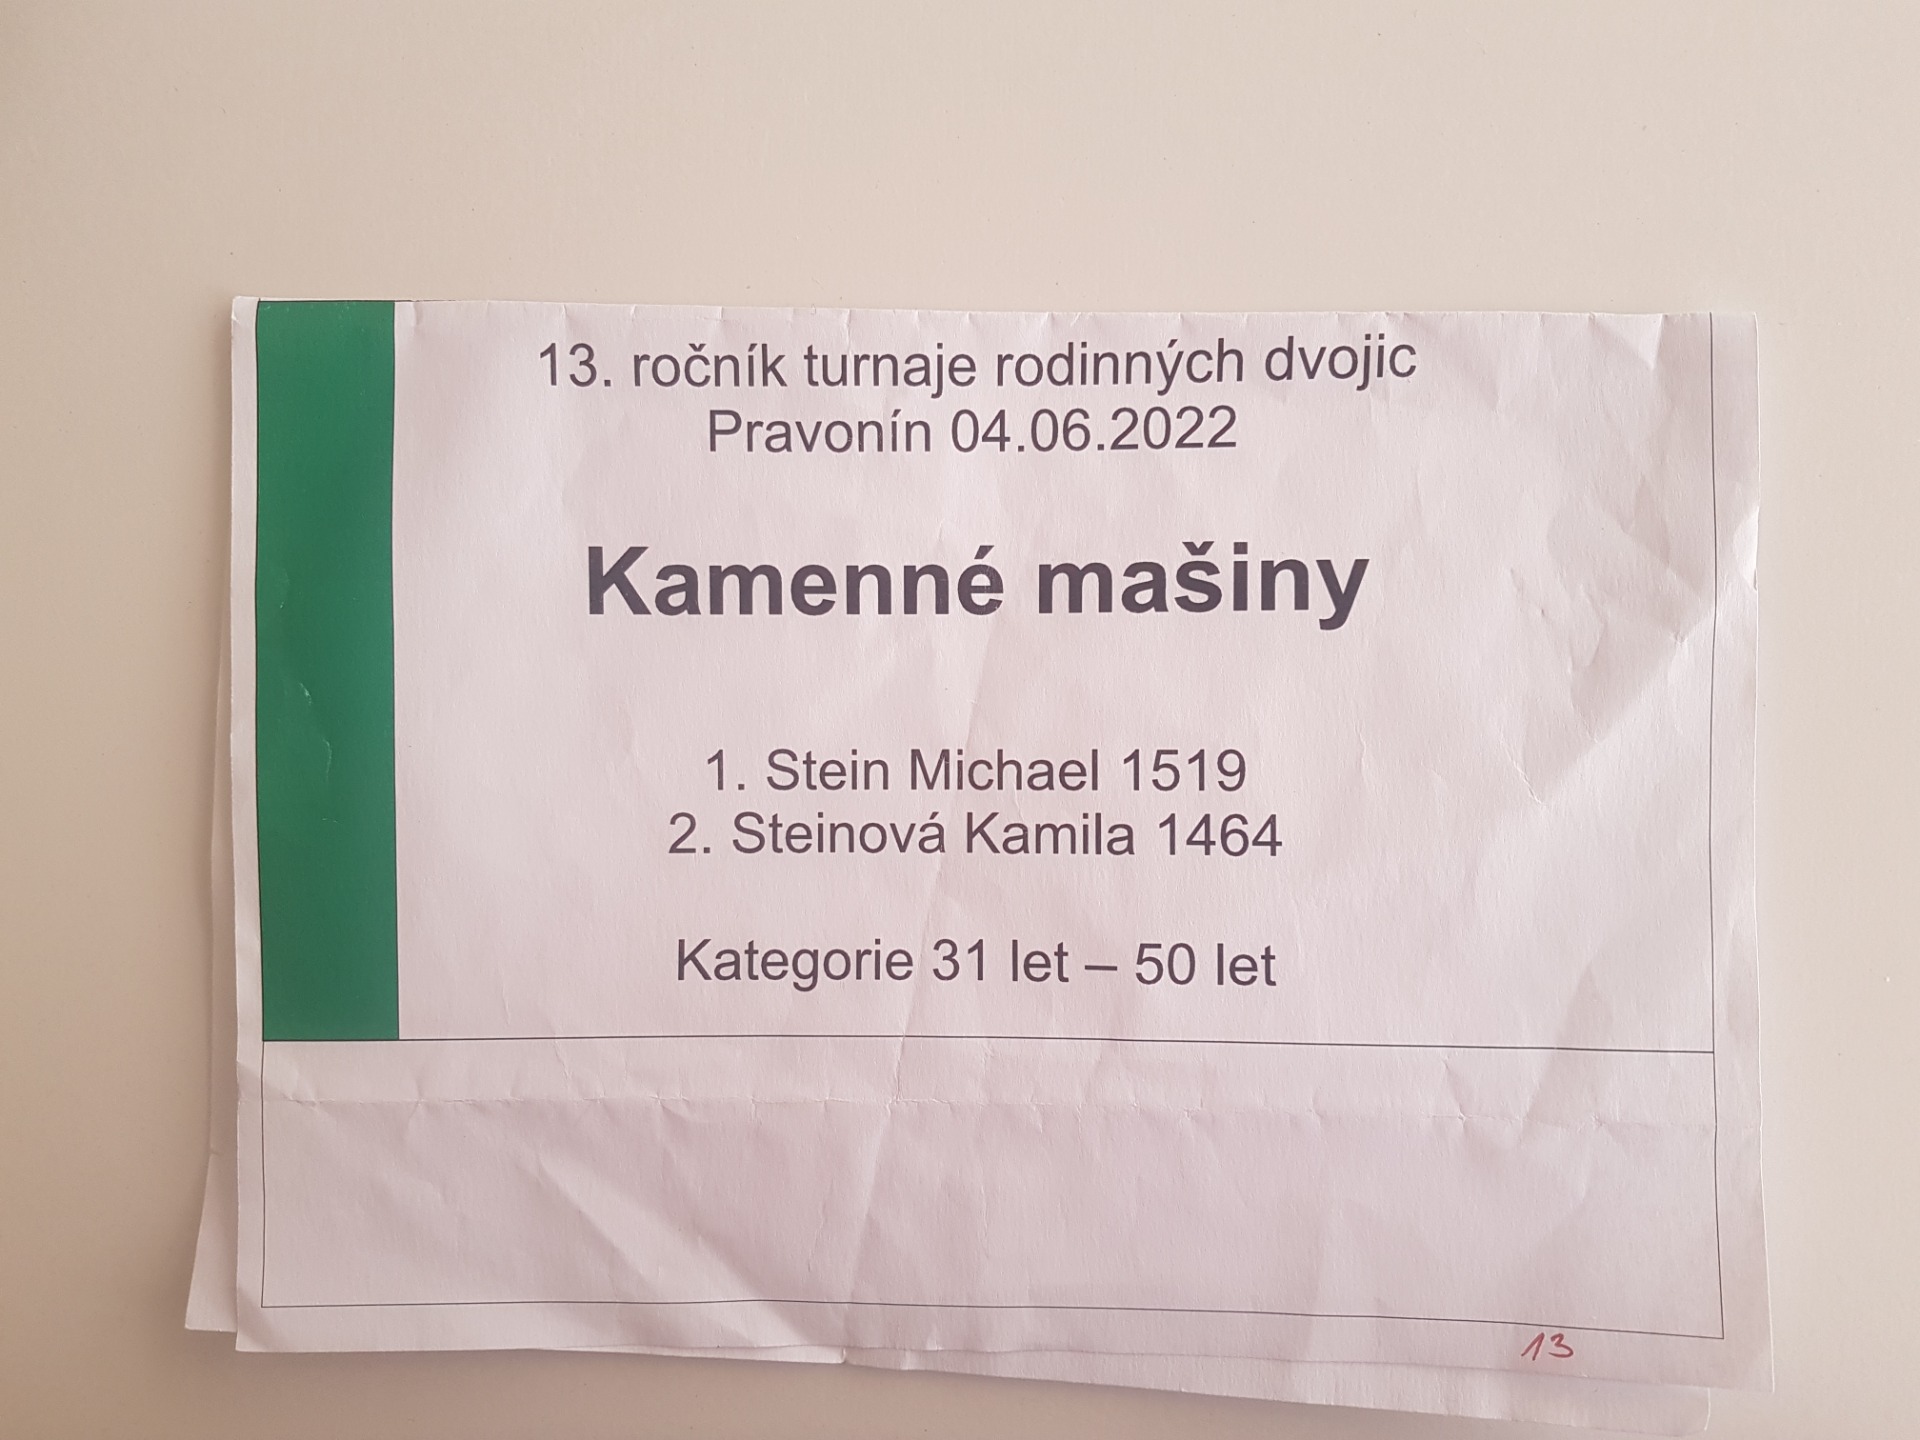 13. ročník turnaje rodinných dvojic
Pravonín 04.06.2022
Kamenné mašiny
1. Stein Michael 1519
2. Steinová Kamila 1464
Kategorie 31 let – 50 let
13